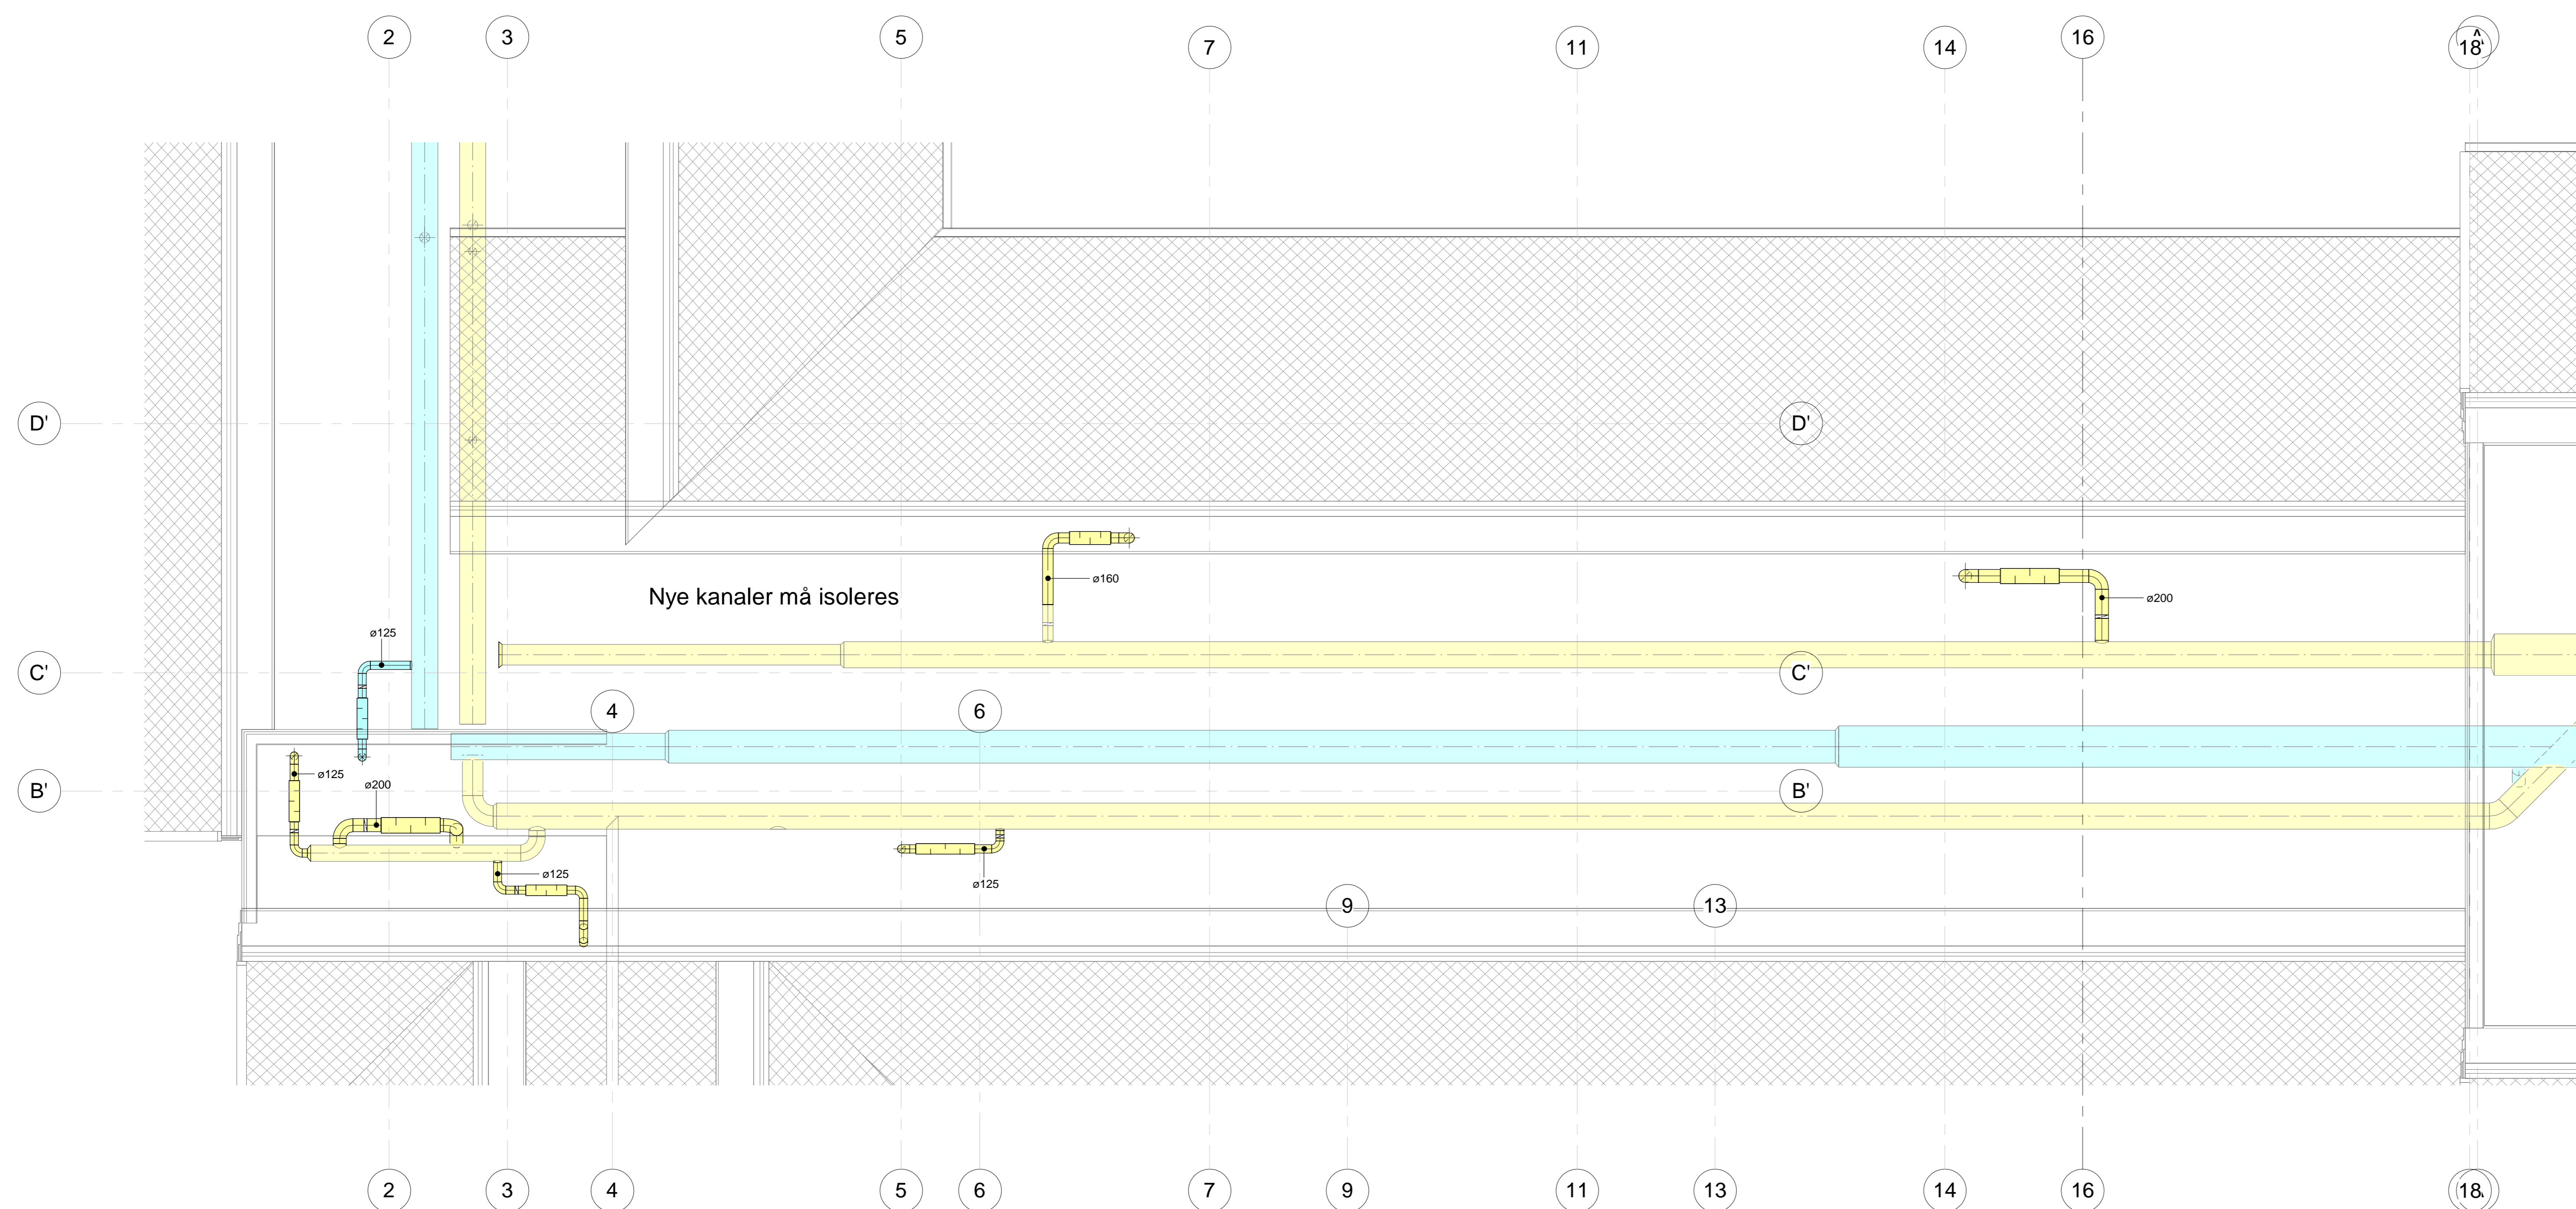 2 3 5 7 11 14 16 18
D' D'
Nye kanaler må isoleres
ø160
ø200
ø125
C' C'
4 6
ø125
ø200
B' B'
ø125
ø125
9 13
2 3 4 5 6 7 9 11 13 14 16 18